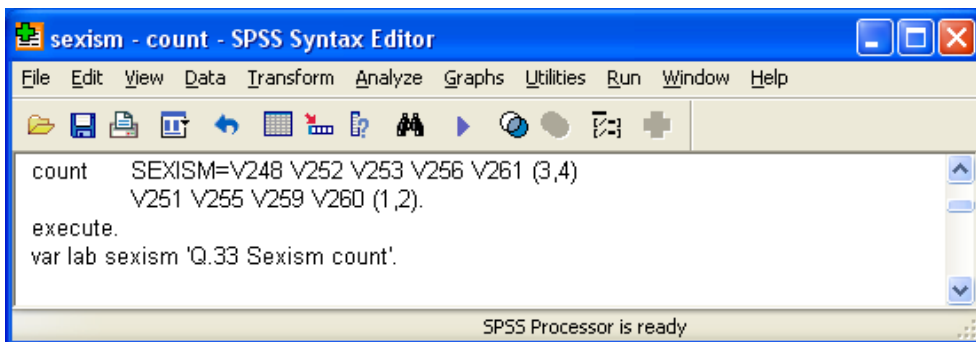 sexism - count - SPSS Syntax Editor
File Edit View Data Transform Analyze Graphs Utilities Run Window Help
count SEXISM=V248 V252 V253 V256 V261 (3,4)
V251 V255 V259 V260 (1,2).
execute.
var lab sexism 'Q.33 Sexism count'.
SPSS Processor is ready